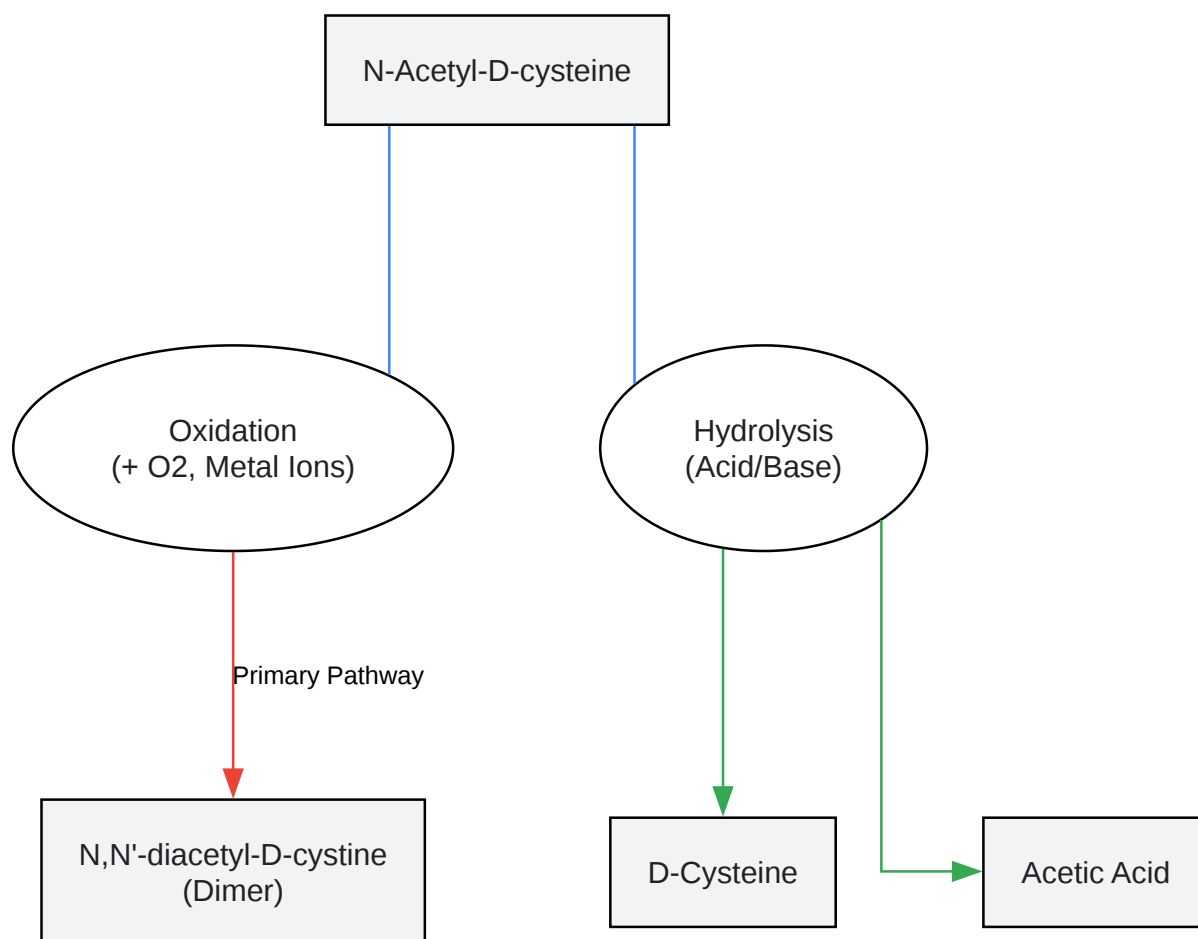 N-Acetyl-D-cysteine
Oxidation
(+ O2, Metal Ions)
Hydrolysis
(Acid/Base)
Primary Pathway
N,N'-diacetyl-D-cystine
(Dimer)
D-Cysteine
Acetic Acid